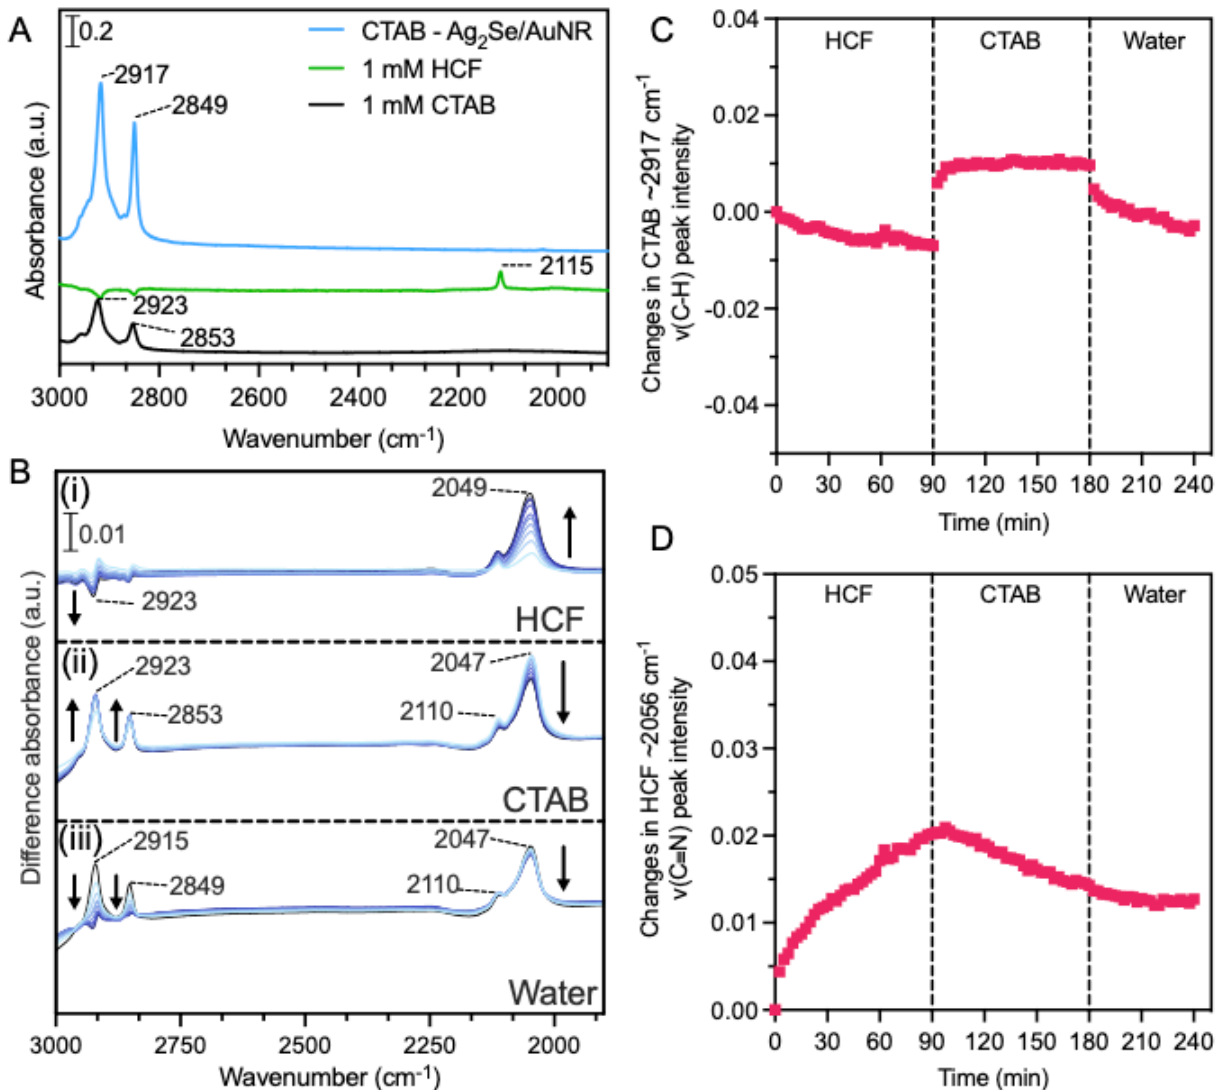 A
0.2
CTAB - Ag₂Se/AuNR
1 mM HCF
1 mM CTAB
2917
2849
2115
2923
2853
Absorbance (a.u.)
3000 2800 2600 2400 2200 2000
Wavenumber (cm⁻¹)
B
(i)
0.01
2049
2923
HCF
(ii)
2923
2853
2047
2110
CTAB
(iii)
2915
2849
2047
2110
Water
Difference absorbance (a.u.)
3000 2750 2500 2250 2000
Wavenumber (cm⁻¹)
C
HCF CTAB Water
Changes in CTAB ~2917 cm⁻¹
ν(C-H) peak intensity
0.04
0.02
0.00
-0.02
-0.04
0 30 60 90 120 150 180 210 240
Time (min)
D
HCF CTAB Water
Changes in HCF ~2056 cm⁻¹
ν(C≡N) peak intensity
0.05
0.04
0.03
0.02
0.01
0.00
0 30 60 90 120 150 180 210 240
Time (min)